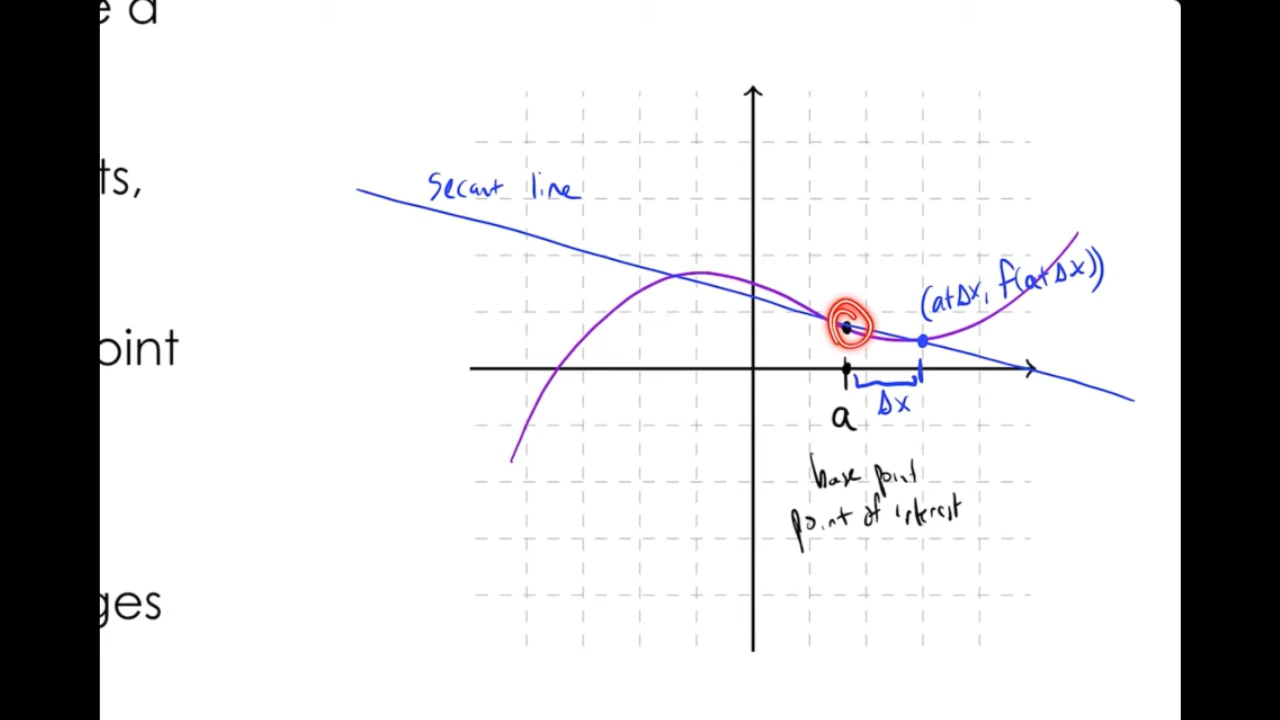 e a
ts,
Secant line
(a+Δx, f(a+Δx))
oint
Δx
a
base point
point of interest
ges